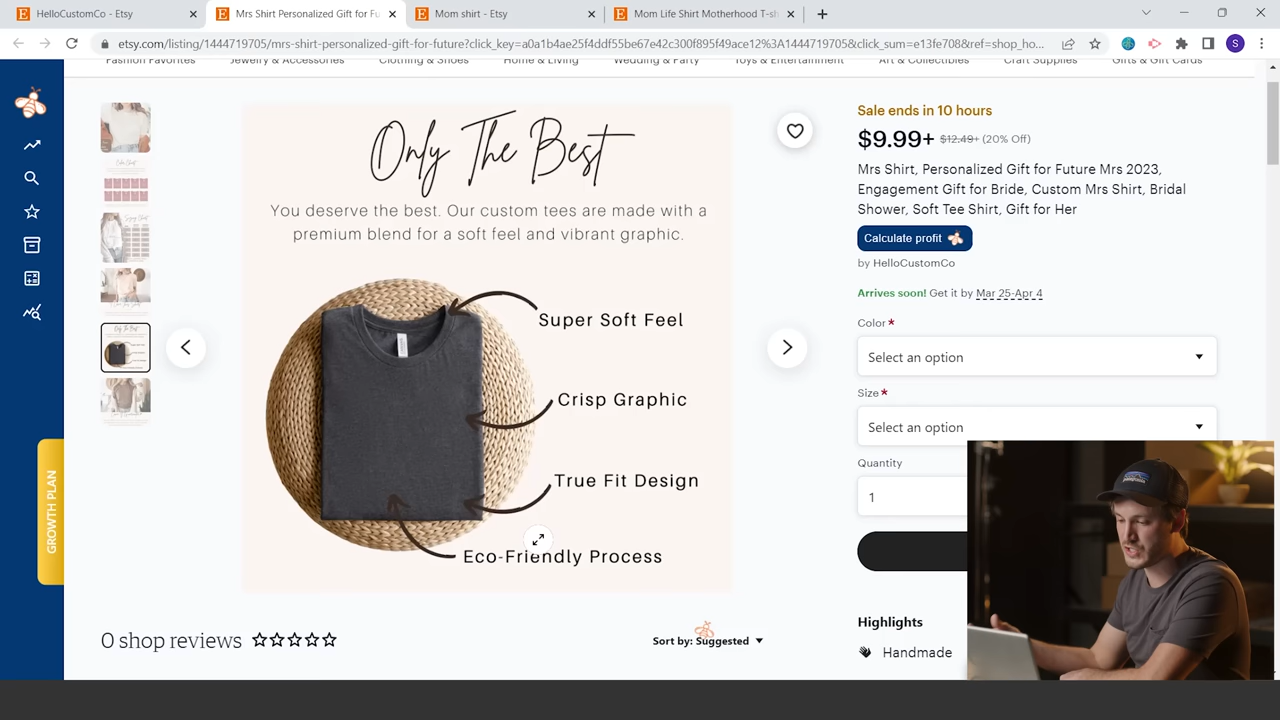 HelloCustomCo - Etsy
Mrs Shirt Personalized Gift for Fu
Mom shirt - Etsy
Mom Life Shirt Motherhood T-sh
etsy.com/listing/1444719705/mrs-shirt-personalized-gift-for-future?click_key=a0a1b4ae25f4ddf55be67e42c300f895f49ace12%3A1444719705&click_sum=e13fe708&ref=shop_ho...
S
Fashion Favorites
Jewelry & Accessories
Clothing & Shoes
Home & Living
Wedding & Party
Toys & Entertainment
Art & Collectibles
Craft Supplies
Gifts & Gift Cards
GROWTH PLAN
Only The Best
You deserve the best. Our custom tees are made with a
premium blend for a soft feel and vibrant graphic.
Super Soft Feel
Crisp Graphic
True Fit Design
Eco-Friendly Process
0 shop reviews
Sort by: Suggested
Sale ends in 10 hours
$9.99+ $12.49+ (20% Off)
Mrs Shirt, Personalized Gift for Future Mrs 2023,
Engagement Gift for Bride, Custom Mrs Shirt, Bridal
Shower, Soft Tee Shirt, Gift for Her
Calculate profit
by HelloCustomCo
Arrives soon! Get it by Mar 25-Apr 4
Color*
Select an option
Size*
Select an option
Quantity
1
Highlights
Handmade